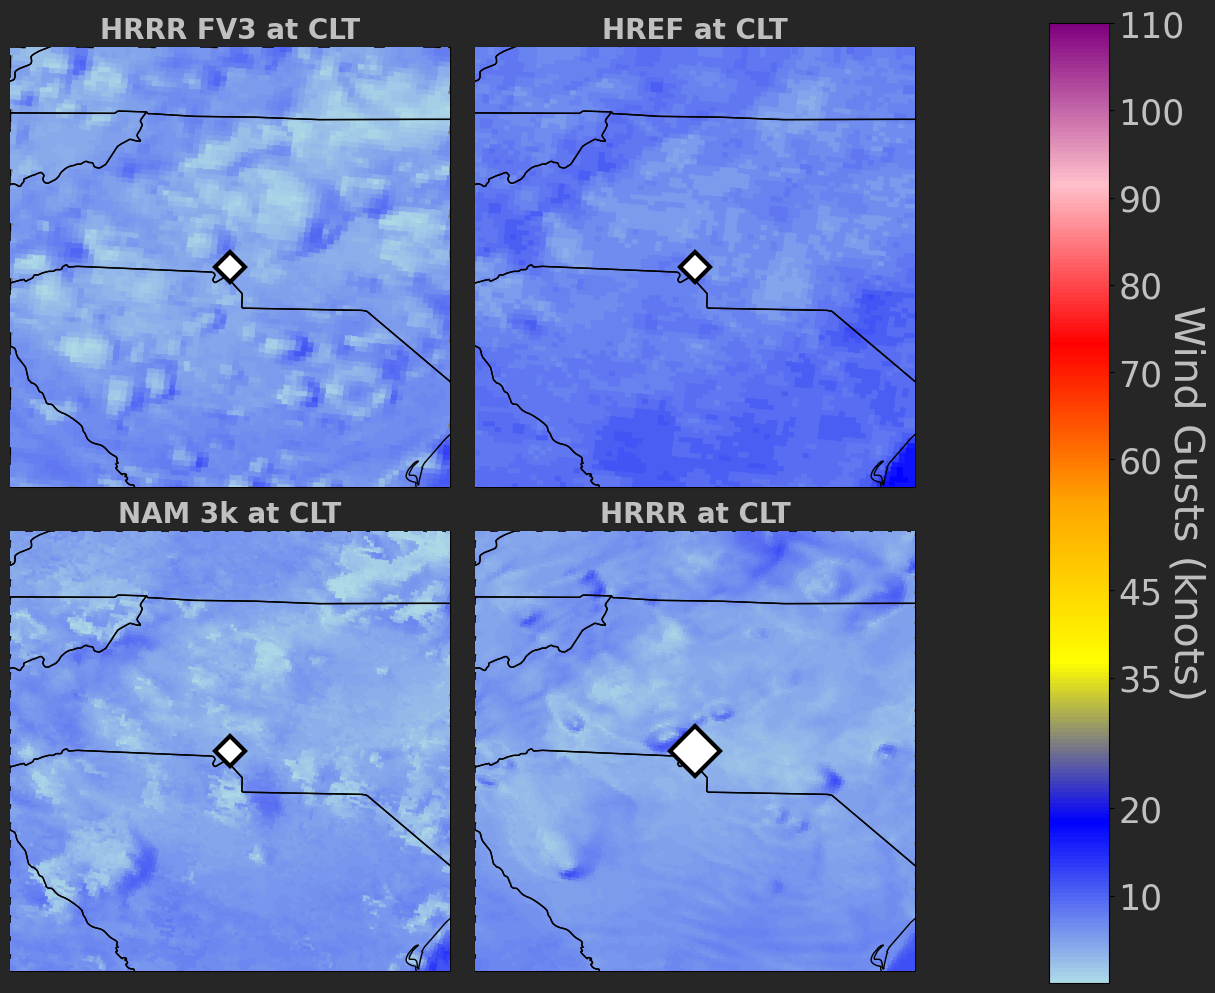 HRRR FV3 at CLT
HREF at CLT
NAM 3k at CLT
HRRR at CLT
110
100
90
80
70
60
45
35
20
10
Wind Gusts (knots)